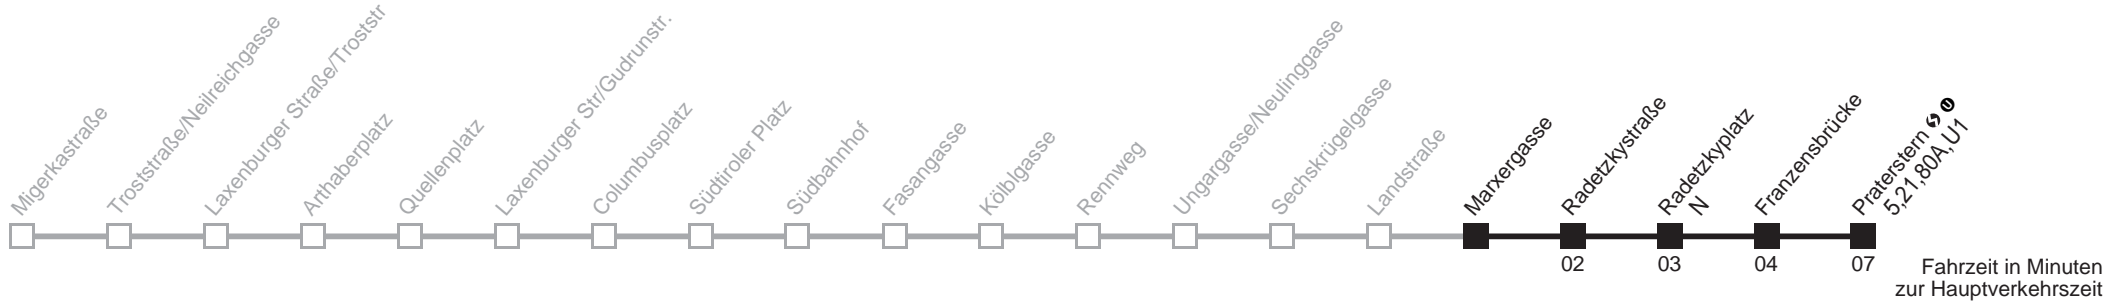 Migerkastraße
Troststraße/Neilreichgasse
Laxenburger Straße/Troststr
Arthaberplatz
Quellenplatz
Laxenburger Str/Gudrunstr.
Columbusplatz
Südtiroler Platz
Südbahnhof
Fasangasse
Kölblgasse
Rennweg
Ungargasse/Neulinggasse
Sechskrügelgasse
Landstraße
Marxergasse
Radetzkystraße
Radetzkyplatz
N
Franzensbrücke
Praterstern S U
5,21,80A,U1
02
03
04
07
Fahrzeit in Minuten
zur Hauptverkehrszeit